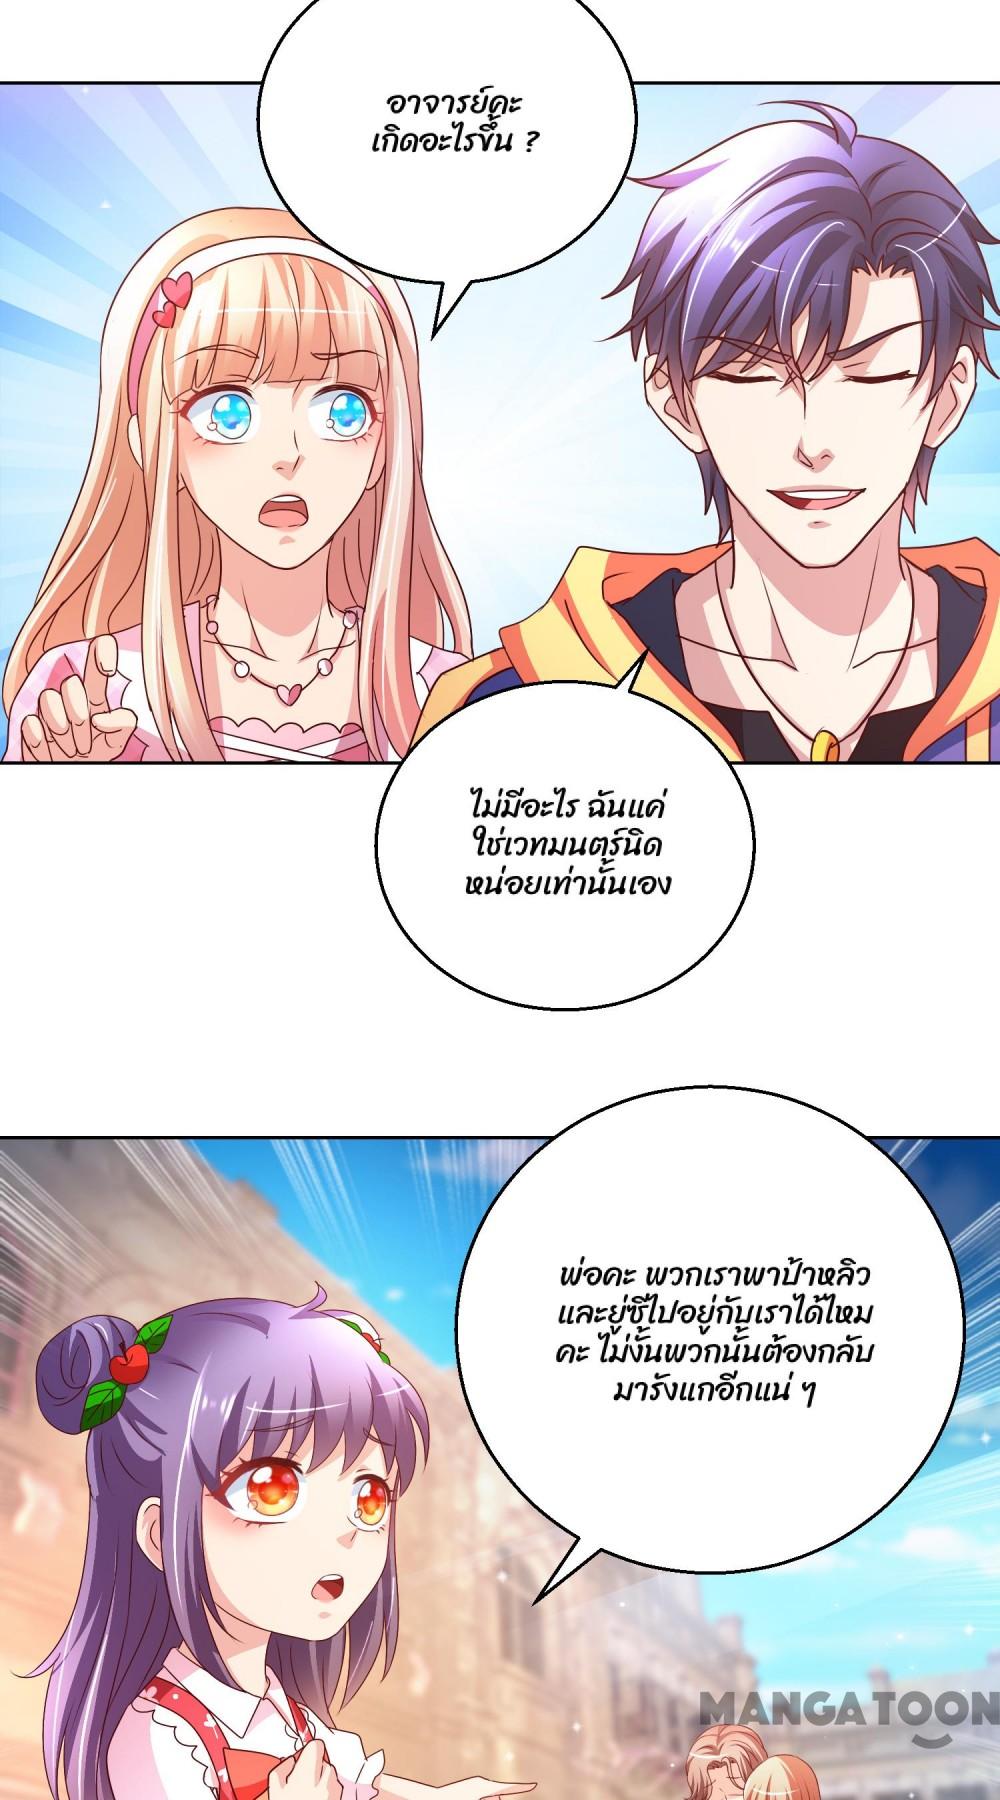 อาจารย์คะ
เกิดอะไรขึ้น ?
ไม่มีอะไร ฉันแค่
ใช่เวทมนตร์นิด
หน่อยเท่านั้นเอง
พ่อคะ พวกเราพาป้าหลิว
และยู่ซีไปอยู่กับเราได้ไหม
คะ ไม่งั้นพวกนั้นต้องกลับ
มารังแกอีกแน่ ๆ
MANGATOON